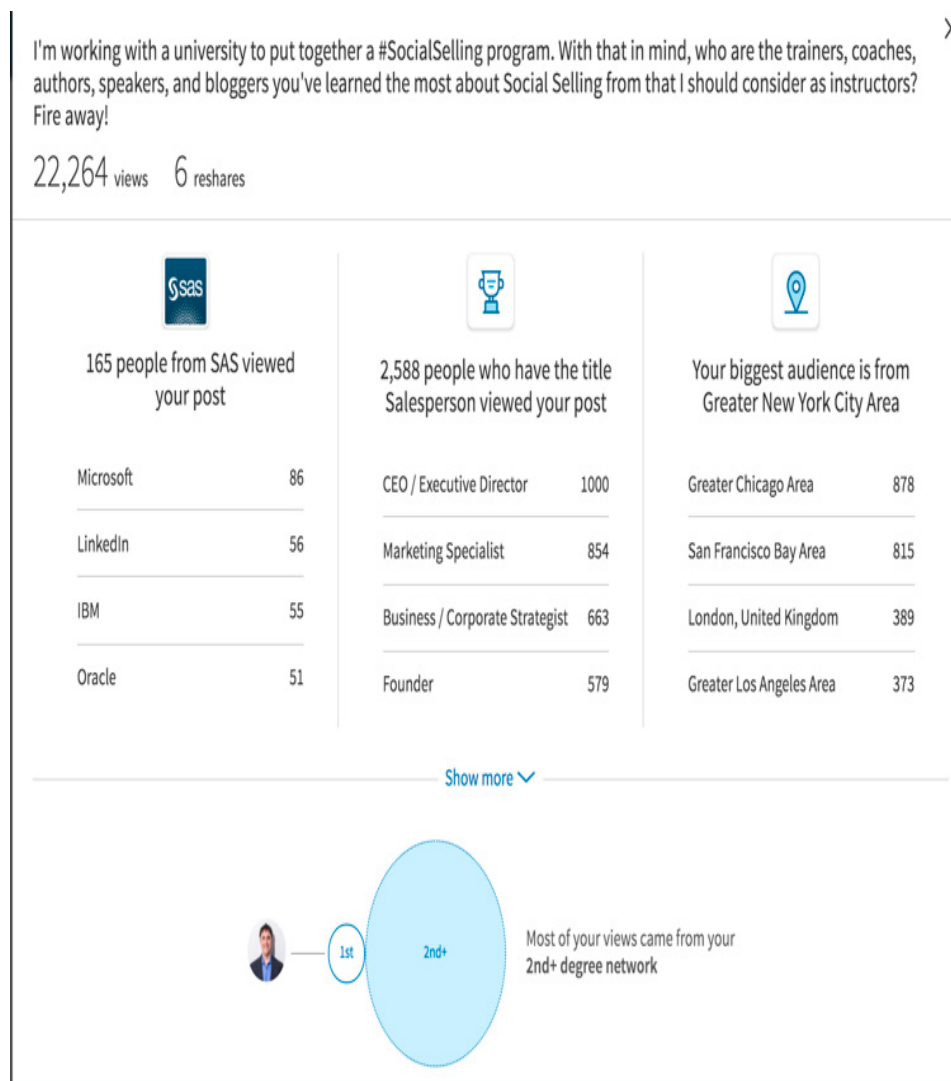 I'm working with a university to put together a #SocialSelling program. With that in mind, who are the trainers, coaches,
authors, speakers, and bloggers you've learned the most about Social Selling from that I should consider as instructors?
Fire away!
22,264 views 6 reshares
sas
165 people from SAS viewed
your post
Microsoft 86
LinkedIn 56
IBM 55
Oracle 51
2,588 people who have the title
Salesperson viewed your post
CEO / Executive Director 1000
Marketing Specialist 854
Business / Corporate Strategist 663
Founder 579
Your biggest audience is from
Greater New York City Area
Greater Chicago Area 878
San Francisco Bay Area 815
London, United Kingdom 389
Greater Los Angeles Area 373
Show more
1st
2nd+
Most of your views came from your
2nd+ degree network